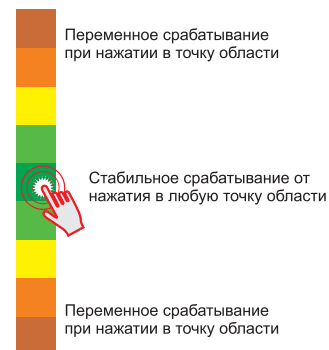 Переменное срабатывание
при нажатии в точку области
Стабильное срабатывание от
нажатия в любую точку области
Переменное срабатывание
при нажатии в точку области